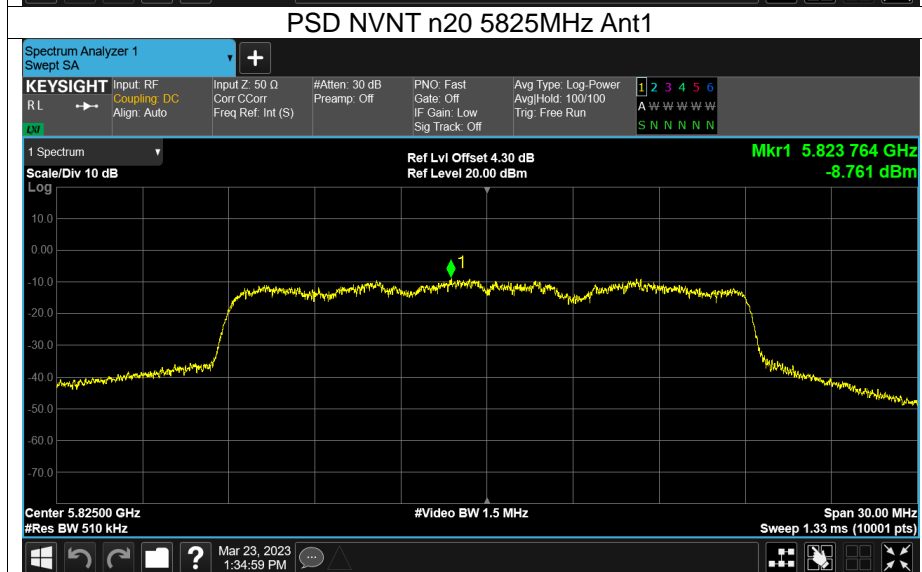 PSD NVNT n20 5825MHz Ant1
Spectrum Analyzer 1
Swept SA
KEYSIGHT
R L
LXI
Input: RF
Coupling: DC
Align: Auto
Input Z: 50 Ω
Corr CCorr
Freq Ref: Int (S)
#Atten: 30 dB
Preamp: Off
PNO: Fast
Gate: Off
IF Gain: Low
Sig Track: Off
Avg Type: Log-Power
Avg|Hold: 100/100
Trig: Free Run
1 2 3 4 5 6
A W W W W W
S N N N N N
1 Spectrum
Scale/Div 10 dB
Log
Ref Lvl Offset 4.30 dB
Ref Level 20.00 dBm
Mkr1 5.823 764 GHz
-8.761 dBm
10.0
0.00
-10.0
-20.0
-30.0
-40.0
-50.0
-60.0
-70.0
1
Center 5.82500 GHz
#Res BW 510 kHz
#Video BW 1.5 MHz
Span 30.00 MHz
Sweep 1.33 ms (10001 pts)
?
Mar 23, 2023
1:34:59 PM